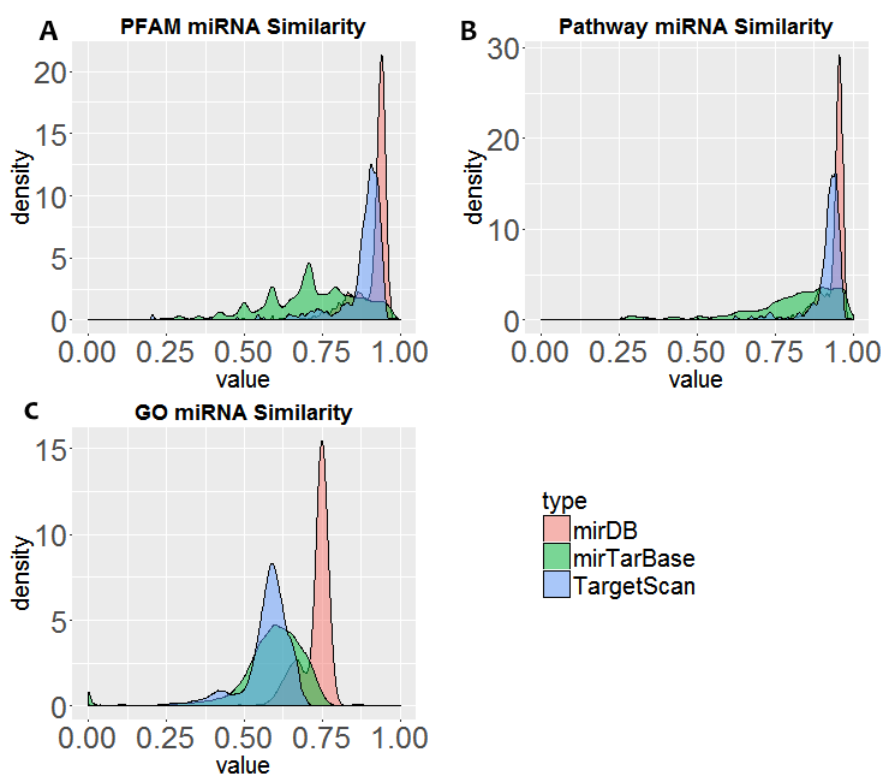 A
PFAM miRNA Similarity
20
15
10
5
0
density
0.00 0.25 0.50 0.75 1.00
value
B
Pathway miRNA Similarity
30
20
10
0
density
0.00 0.25 0.50 0.75 1.00
value
C
GO miRNA Similarity
15
10
5
0
density
0.00 0.25 0.50 0.75 1.00
value
type
mirDB
mirTarBase
TargetScan